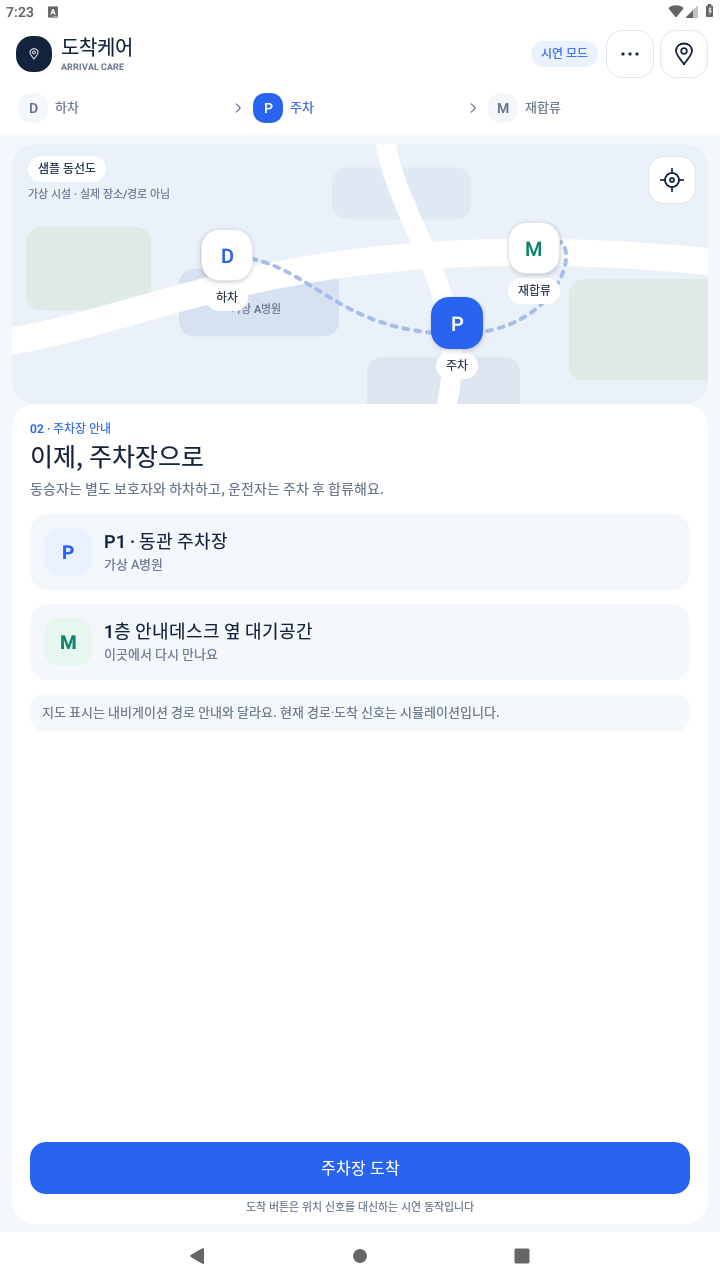 7:23
A
도착케어
ARRIVAL CARE
시연 모드
D 하차
P 주차
M 재합류
샘플 동선도
가상 시설 · 실제 장소/경로 아님
D
하차
A병원
M
재합류
P
주차
02 · 주차장 안내
이제, 주차장으로
동승자는 별도 보호자와 하차하고, 운전자는 주차 후 합류해요.
P
P1 · 동관 주차장
가상 A병원
M
1층 안내데스크 옆 대기공간
이곳에서 다시 만나요
지도 표시는 내비게이션 경로 안내와 달라요. 현재 경로·도착 신호는 시뮬레이션입니다.
주차장 도착
도착 버튼은 위치 신호를 대신하는 시연 동작입니다